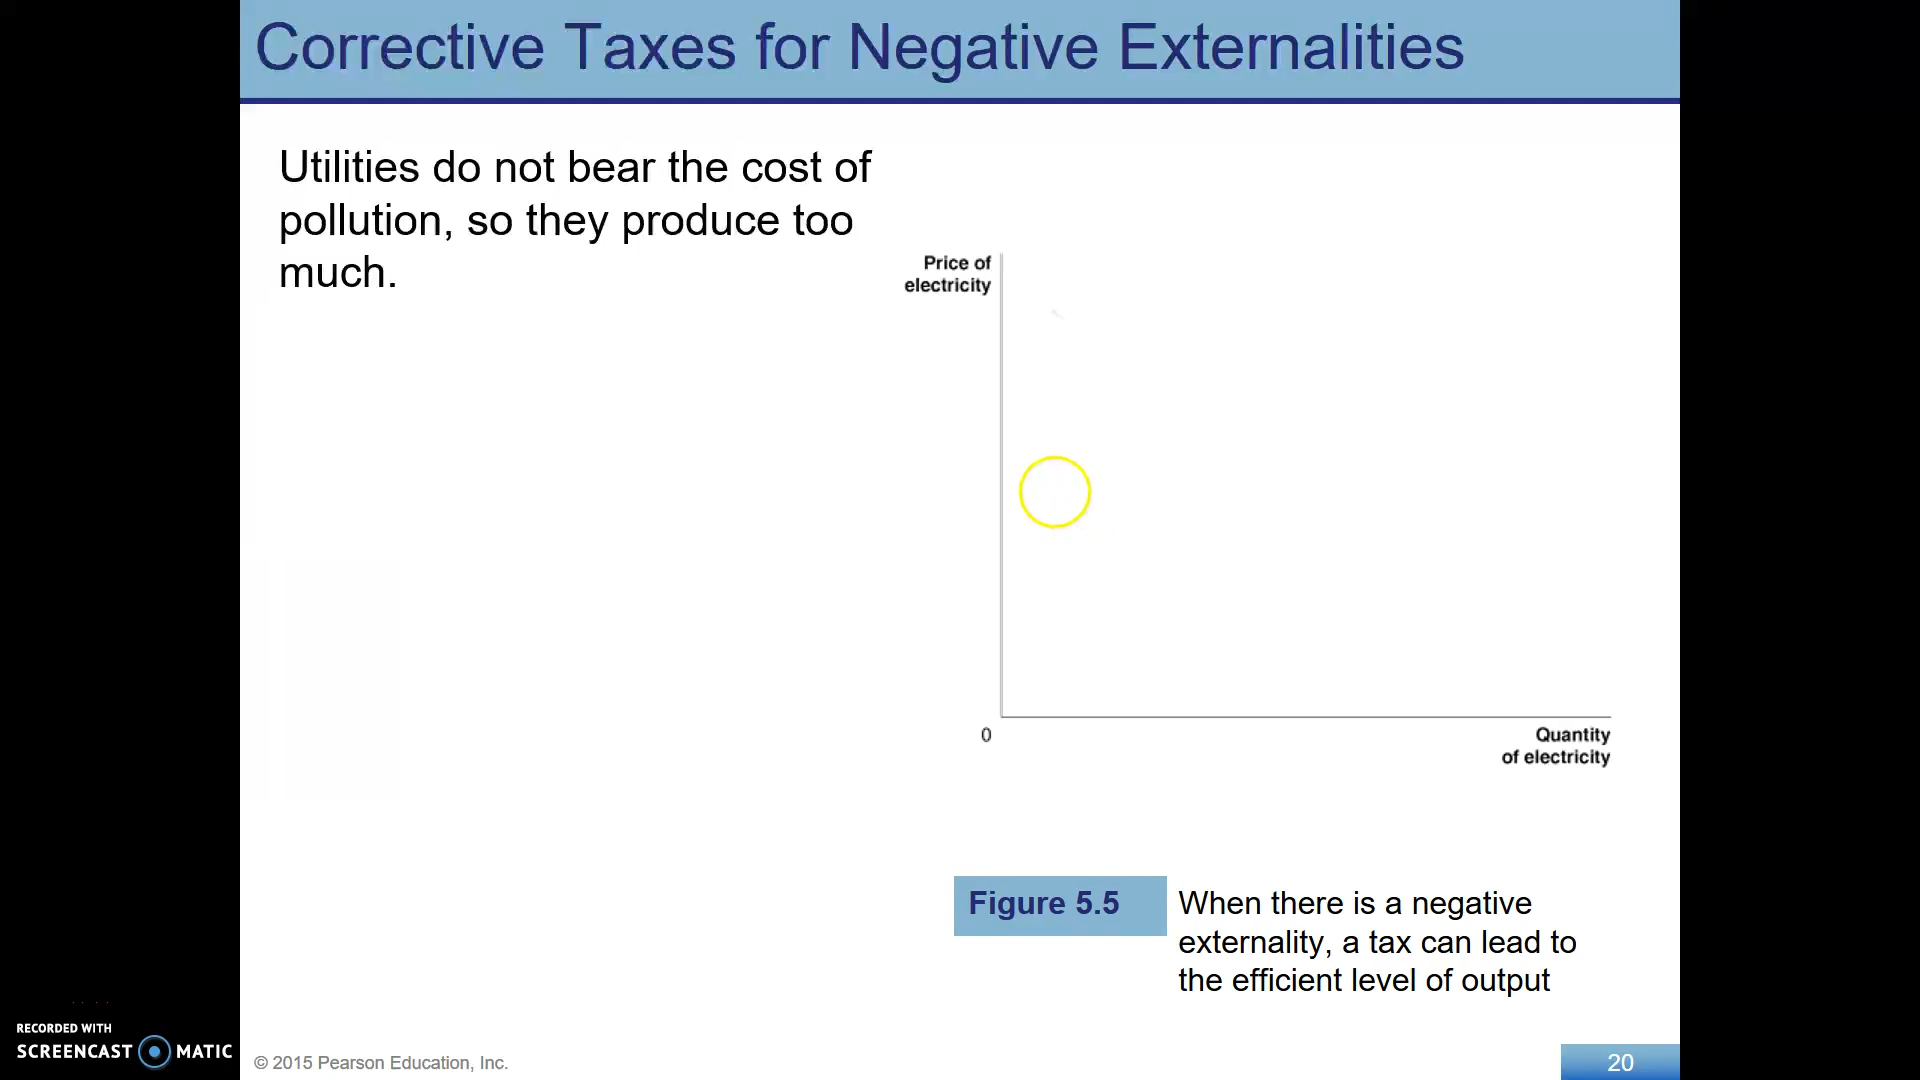 Corrective Taxes for Negative Externalities
Utilities do not bear the cost of
pollution, so they produce too
much.
Price of
electricity
0
Quantity
of electricity
Figure 5.5
When there is a negative
externality, a tax can lead to
the efficient level of output
RECORDED WITH
SCREENCAST MATIC
© 2015 Pearson Education, Inc.
20